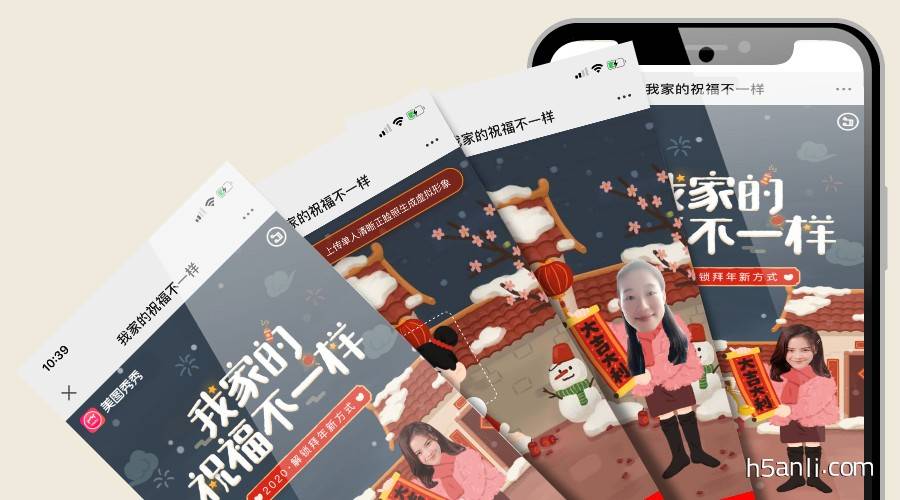 10:39
我家的祝福不一样
美图秀秀
我家的
祝福不一样
2020·解锁拜年新方式
家的祝福不一样
上传单人清晰正脸照生成虚拟形象
家的祝福不一样
大吉大利
我家的祝福不一样
我家的
不一样
锁拜年新方式
大吉大利
h5anli.com